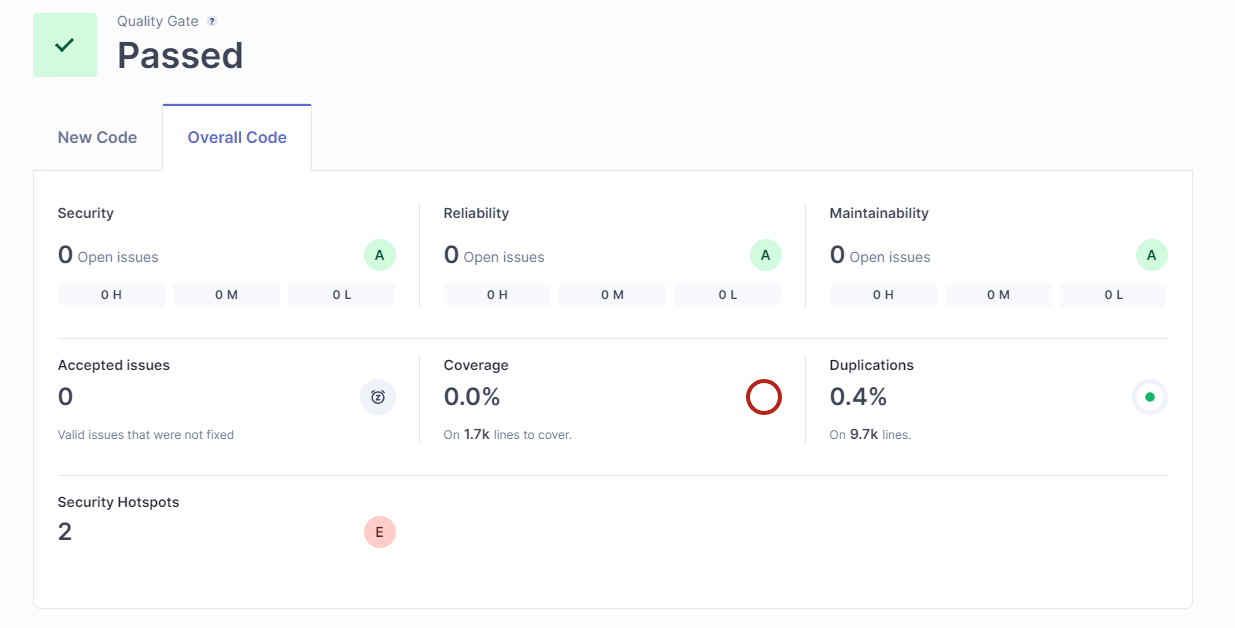 Quality Gate ?
Passed
New Code Overall Code
Security Reliability Maintainability
0 Open issues A 0 Open issues A 0 Open issues A
0 H 0 M 0 L 0 H 0 M 0 L 0 H 0 M 0 L
Accepted issues Coverage Duplications
0 0.0% 0.4%
Valid issues that were not fixed On 1.7k lines to cover. On 9.7k lines.
Security Hotspots
2 E